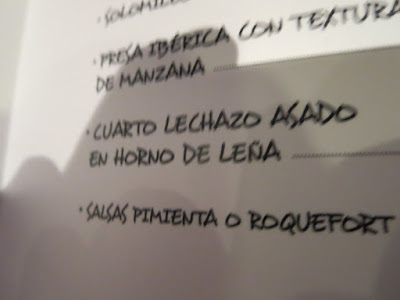 · PRESA IBÉRICA CON TEXTURA
DE MANZANA
· CUARTO LECHAZO ASADO
EN HORNO DE LEÑA
· SALSAS PIMIENTA O ROQUEFORT